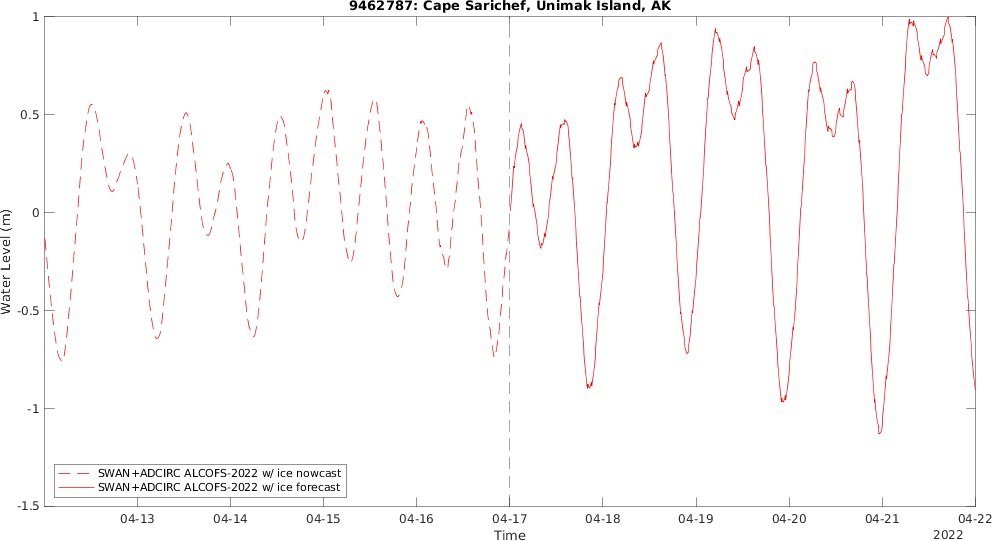 9462787: Cape Sarichef, Unimak Island, AK
1
0.5
0
-0.5
-1
-1.5
Water Level (m)
SWAN+ADCIRC ALCOFS-2022 w/ ice nowcast
SWAN+ADCIRC ALCOFS-2022 w/ ice forecast
04-13 04-14 04-15 04-16 04-17 04-18 04-19 04-20 04-21 04-22
Time
2022